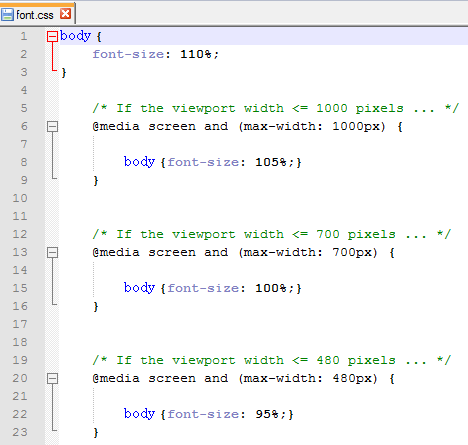 font.css
1 body {
2 font-size: 110%;
3 }
4
5 /* If the viewport width <= 1000 pixels ... */
6 @media screen and (max-width: 1000px) {
7
8 body {font-size: 105%;}
9 }
10
11
12 /* If the viewport width <= 700 pixels ... */
13 @media screen and (max-width: 700px) {
14
15 body {font-size: 100%;}
16 }
17
18
19 /* If the viewport width <= 480 pixels ... */
20 @media screen and (max-width: 480px) {
21
22 body {font-size: 95%;}
23 }